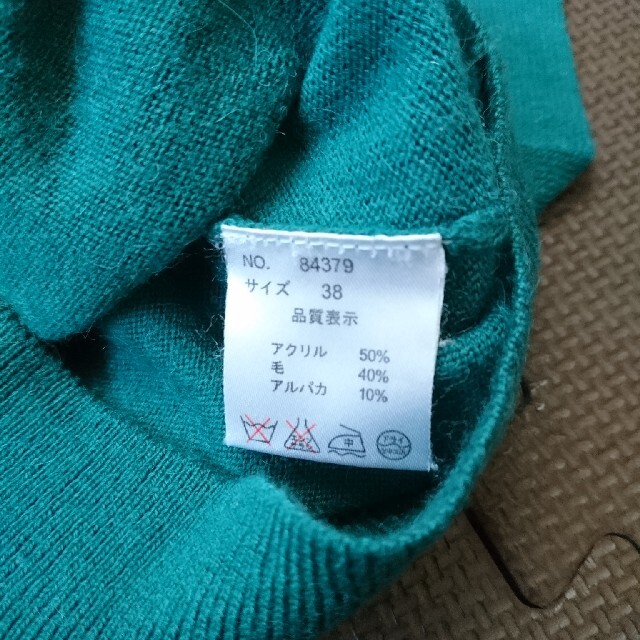 NO. 84379
サイズ 38
品質表示
アクリル 50%
毛 40%
アルパカ 10%